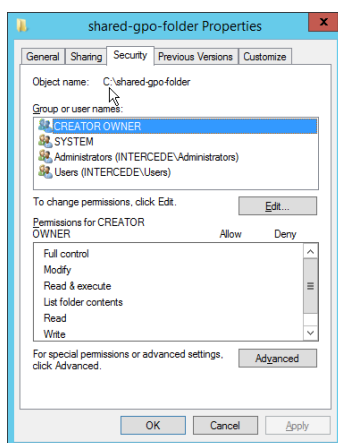 shared-gpo-folder Properties
x
General Sharing Security Previous Versions Customize
Object name: C:\shared-gpo-folder
Group or user names:
CREATOR OWNER
SYSTEM
Administrators (INTERCEDE\Administrators)
Users (INTERCEDE\Users)
To change permissions, click Edit.
Edit...
Permissions for CREATOR
OWNER Allow Deny
Full control
Modify
Read & execute
List folder contents
Read
Write
For special permissions or advanced settings,
click Advanced.
Advanced
OK Cancel Apply